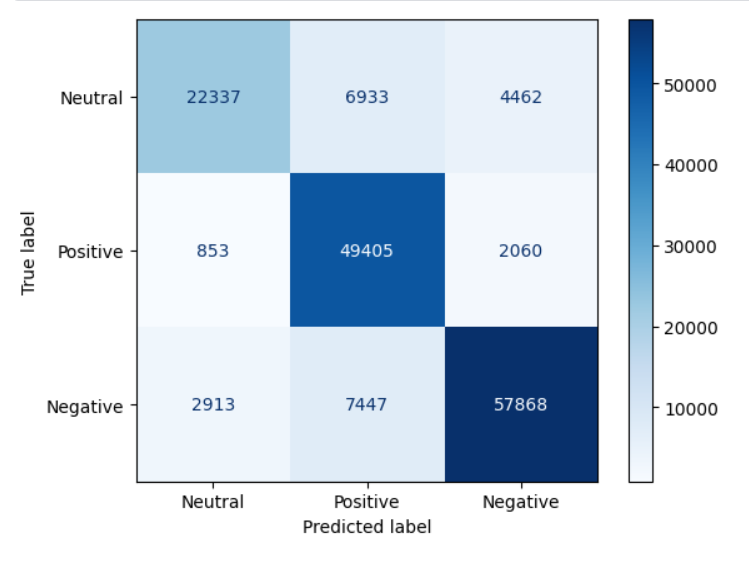 Neutral 22337 6933 4462
Positive 853 49405 2060
Negative 2913 7447 57868
Neutral Positive Negative
Predicted label
True label
50000
40000
30000
20000
10000